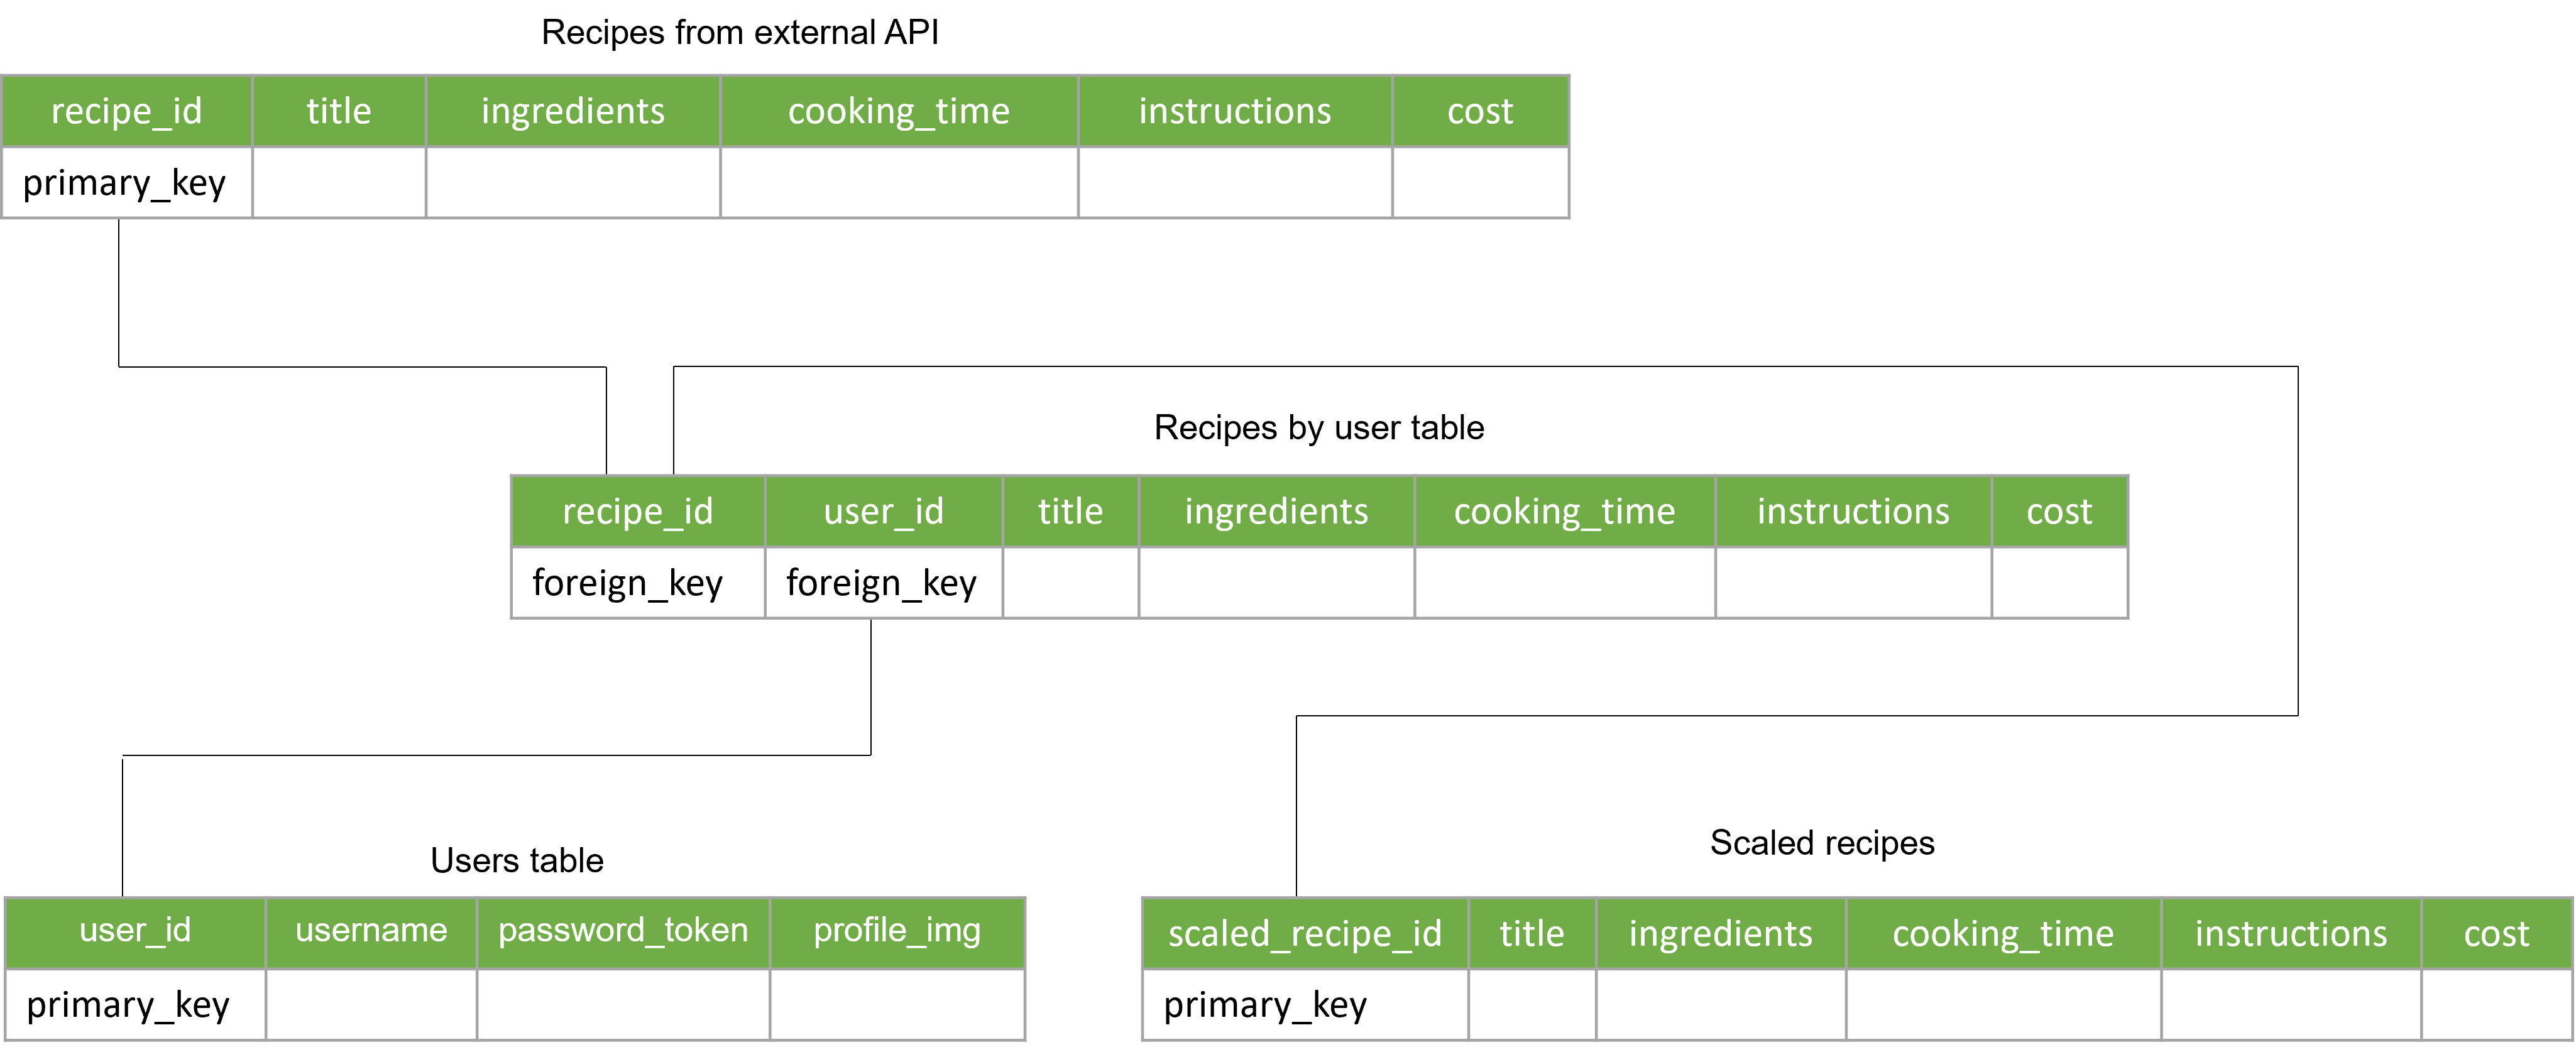 Recipes from external API
recipe_id title ingredients cooking_time instructions cost
primary_key
Recipes by user table
recipe_id user_id title ingredients cooking_time instructions cost
foreign_key foreign_key
Users table
user_id username password_token profile_img
primary_key
Scaled recipes
scaled_recipe_id title ingredients cooking_time instructions cost
primary_key